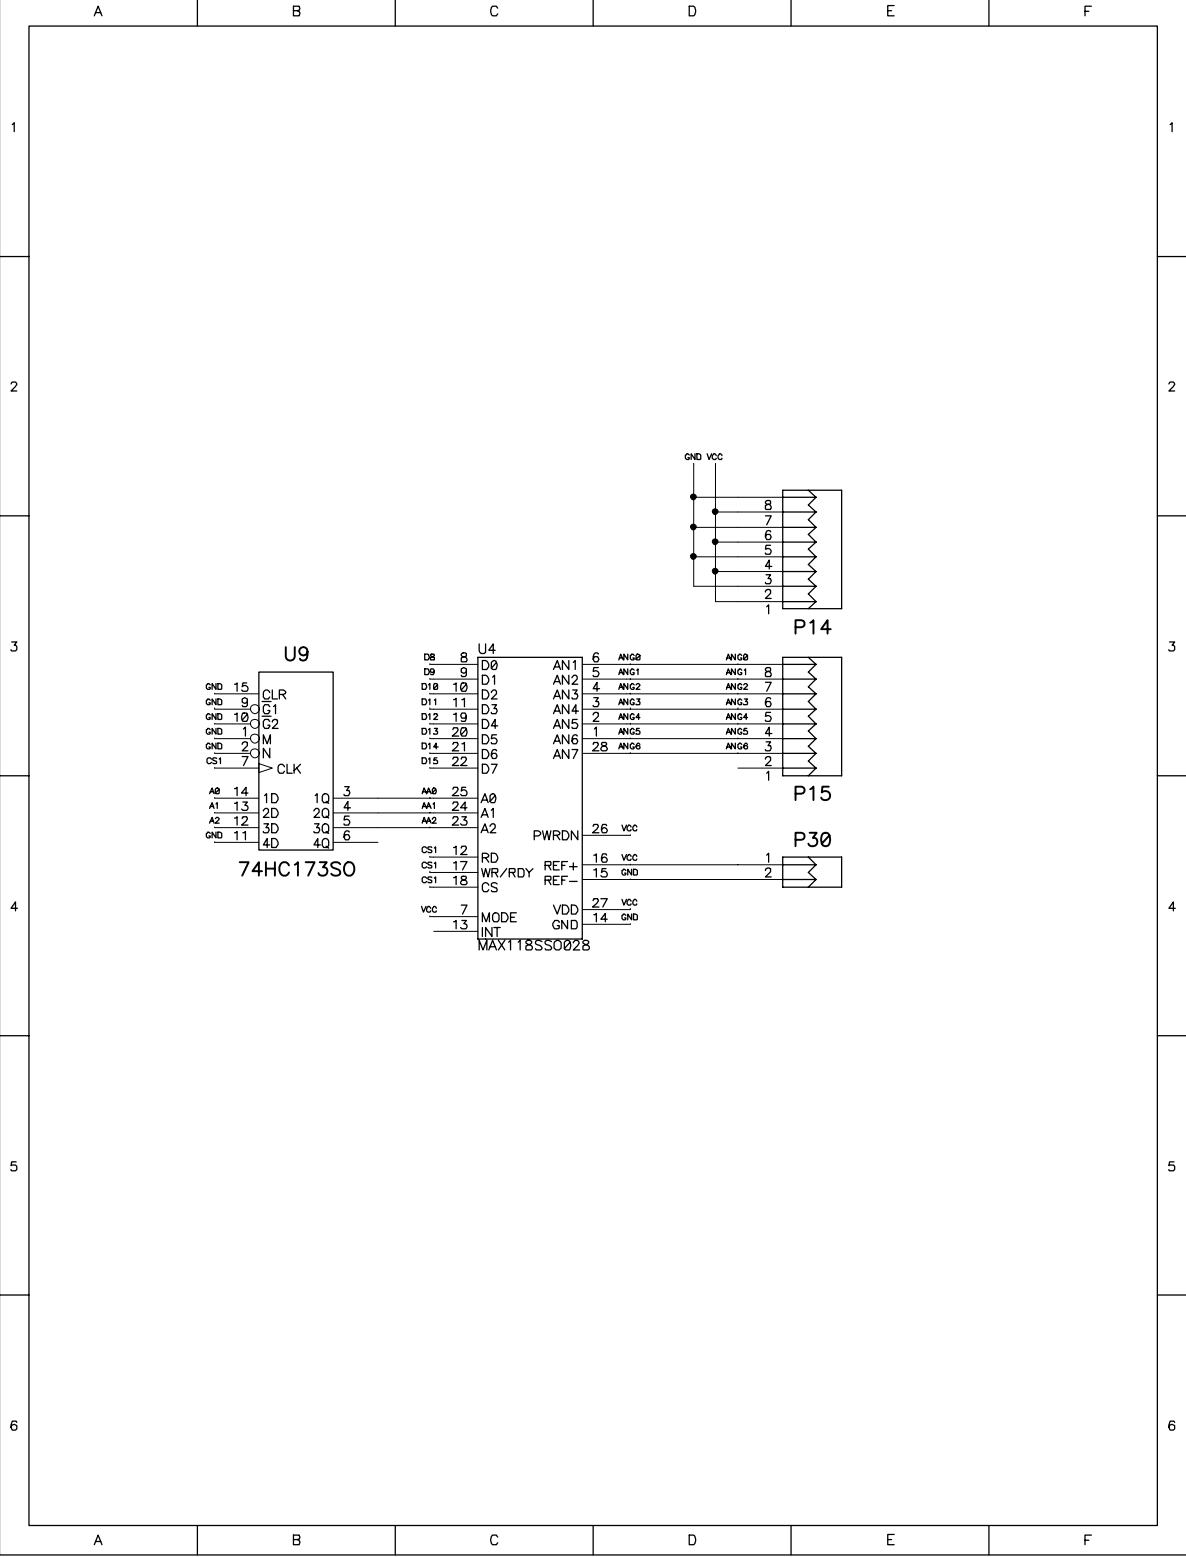 A B C D E F
1 1
2 2
GND VCC
8
7
6
5
4
3
2
1
P14
3 3
U9
U4
D8 8 D0 AN1 6 ANG0 ANG0
D9 9 D1 AN2 5 ANG1 ANG1 8
D10 10 D2 AN3 4 ANG2 ANG2 7
D11 11 D3 AN4 3 ANG3 ANG3 6
D12 19 D4 AN5 2 ANG4 ANG4 5
D13 20 D5 AN6 1 ANG5 ANG5 4
D14 21 D6 AN7 28 ANG6 ANG6 3
D15 22 D7 2
1
P15
GND 15 CLR
GND 9 G1
GND 10 G2
GND 1 M
GND 2 N
CS1 7 CLK
A0 14 1D 1Q 3 AA0 25 A0
A1 13 2D 2Q 4 AA1 24 A1
A2 12 3D 3Q 5 AA2 23 A2
GND 11 4D 4Q 6
74HC173SO
PWRDN 26 VCC
P30
CS1 12 RD REF+ 16 VCC 1
CS1 17 WR/RDY REF- 15 GND 2
CS1 18 CS
VCC 7 MODE VDD 27 VCC
13 INT GND 14 GND
MAX118SSO028
4 4
5 5
6 6
A B C D E F